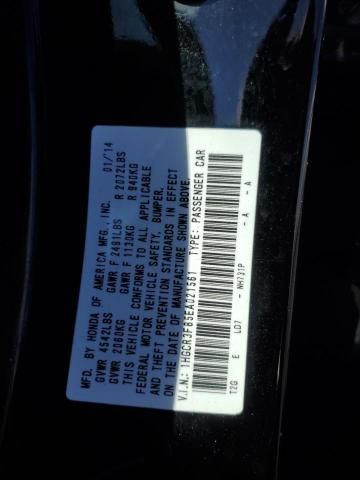 MFD. BY HONDA OF AMERICA MFG., INC. 01/14
GVWR 4542LBS GAWR F 2491LBS R 2072LBS
GVWR 2060KG GAWR F 1130KG R 940KG
THIS VEHICLE CONFORMS TO ALL APPLICABLE
FEDERAL MOTOR VEHICLE SAFETY, BUMPER,
AND THEFT PREVENTION STANDARDS IN EFFECT
ON THE DATE OF MANUFACTURE SHOWN ABOVE.
V.I.N.: 1HGCR3F85EA021561 TYPE: PASSENGER CAR
T2G E LD7 - NH731P - A - A